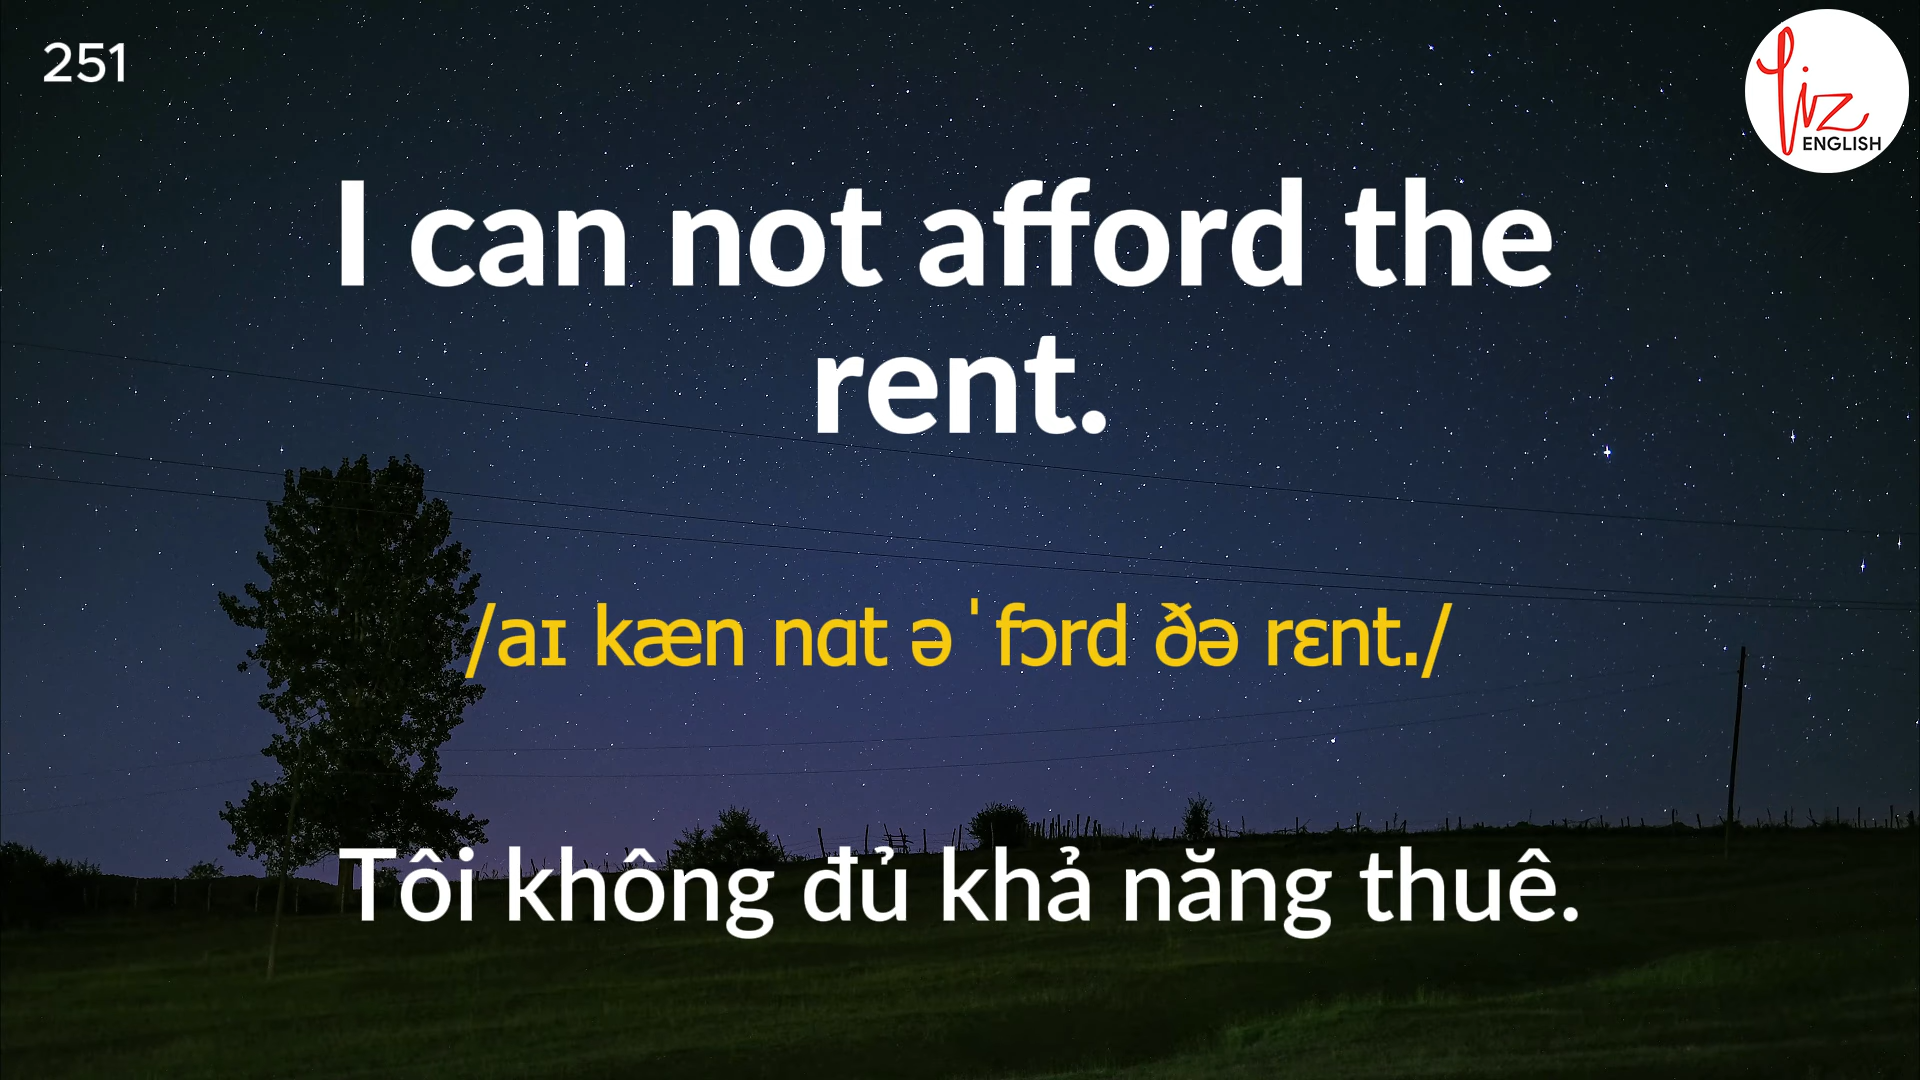 251
Liz
ENGLISH
I can not afford the
rent.
/aɪ kæn nɑt əˈfɔrd ðə rɛnt./
Tôi không đủ khả năng thuê.